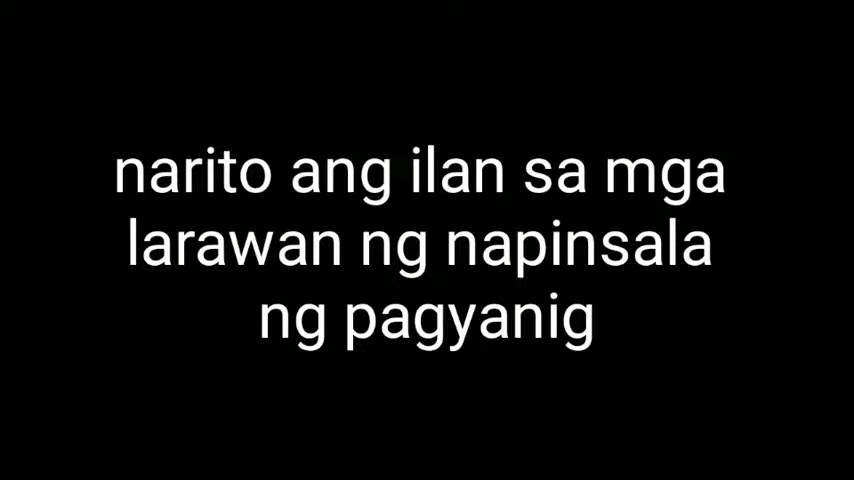 narito ang ilan sa mga
larawan ng napinsala
ng pagyanig